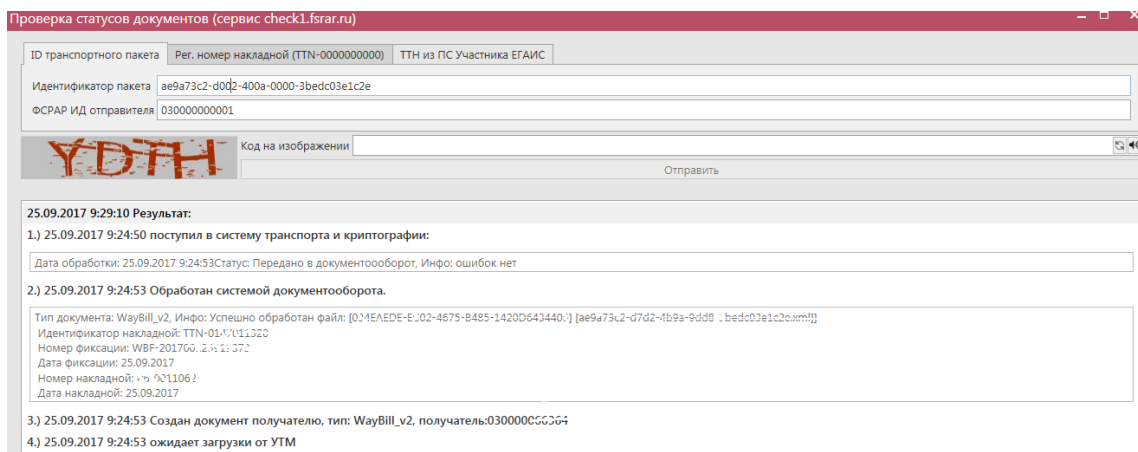 Проверка статусов документов (сервис check1.fsrar.ru)
ID транспортного пакета Рег. номер накладной (TTN-0000000000) ТТН из ПС Участника ЕГАИС
Идентификатор пакета ae9a73c2-d002-400a-0000-3bedc03e1c2e
ФСРАР ИД отправителя 030000000001
YDTH Код на изображении
Отправить
25.09.2017 9:29:10 Результат:
1.) 25.09.2017 9:24:50 поступил в систему транспорта и криптографии:
Дата обработки: 25.09.2017 9:24:53Статус: Передано в документоооборот, Инфо: ошибок нет
2.) 25.09.2017 9:24:53 Обработан системой документооборота.
Тип документа: WayBill_v2, Инфо: Успешно обработан файл:
Идентификатор накладной:
Номер фиксации:
Дата фиксации: 25.09.2017
Номер накладной:
Дата накладной: 25.09.2017
3.) 25.09.2017 9:24:53 Создан документ получателю, тип: WayBill_v2,
4.) 25.09.2017 9:24:53 ожидает загрузки от УТМ